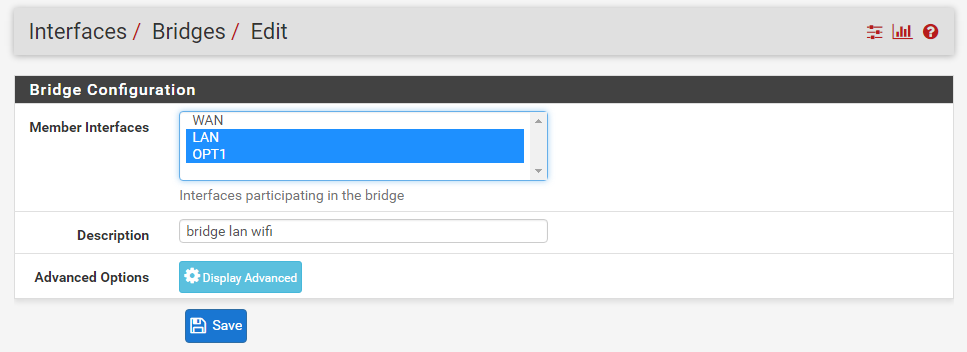 Interfaces / Bridges / Edit
Bridge Configuration
Member Interfaces
WAN
LAN
OPT1
Interfaces participating in the bridge
Description
bridge lan wifi
Advanced Options
Display Advanced
Save